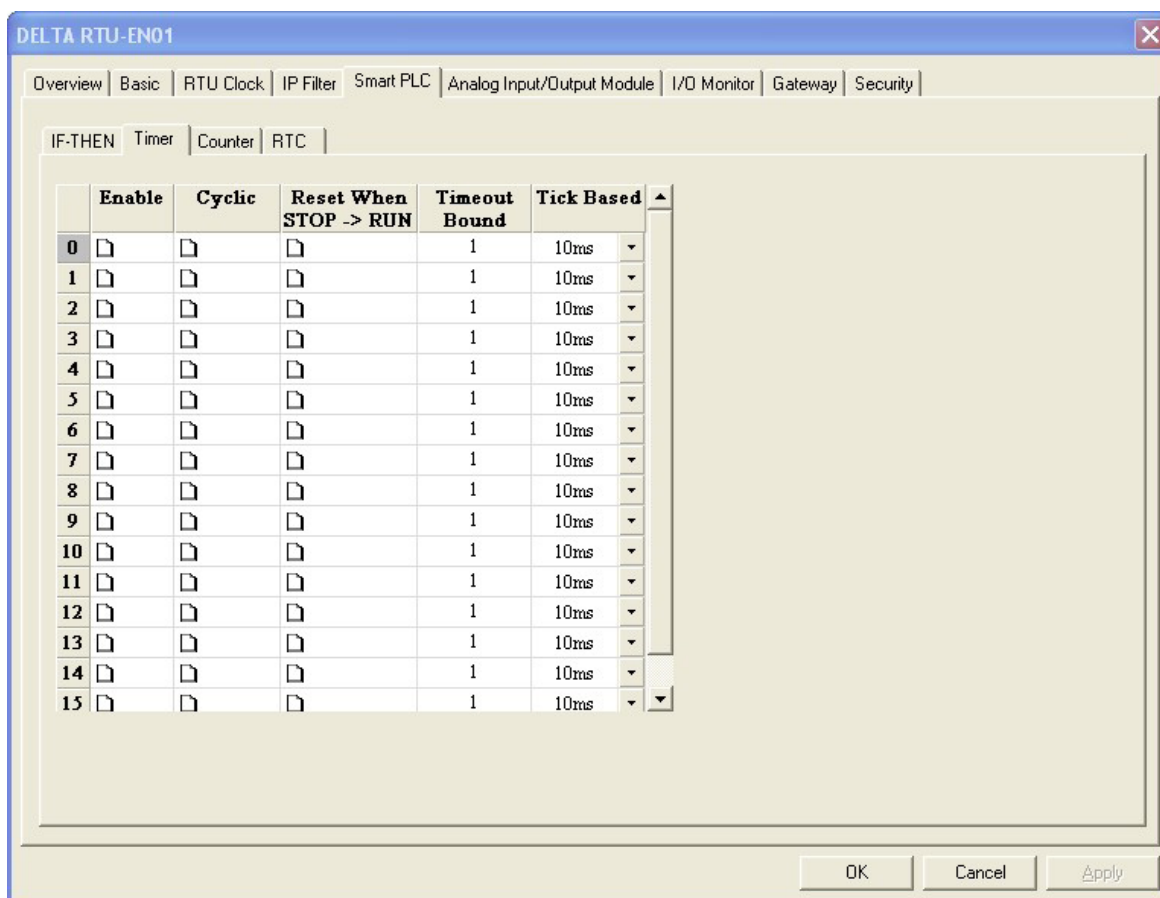 DELTA RTU-EN01
Overview Basic RTU Clock IP Filter Smart PLC Analog Input/Output Module I/O Monitor Gateway Security
IF-THEN Timer Counter RTC
Enable Cyclic Reset When STOP -> RUN Timeout Bound Tick Based
0 1 10ms
1 1 10ms
2 1 10ms
3 1 10ms
4 1 10ms
5 1 10ms
6 1 10ms
7 1 10ms
8 1 10ms
9 1 10ms
10 1 10ms
11 1 10ms
12 1 10ms
13 1 10ms
14 1 10ms
15 1 10ms
OK Cancel Apply